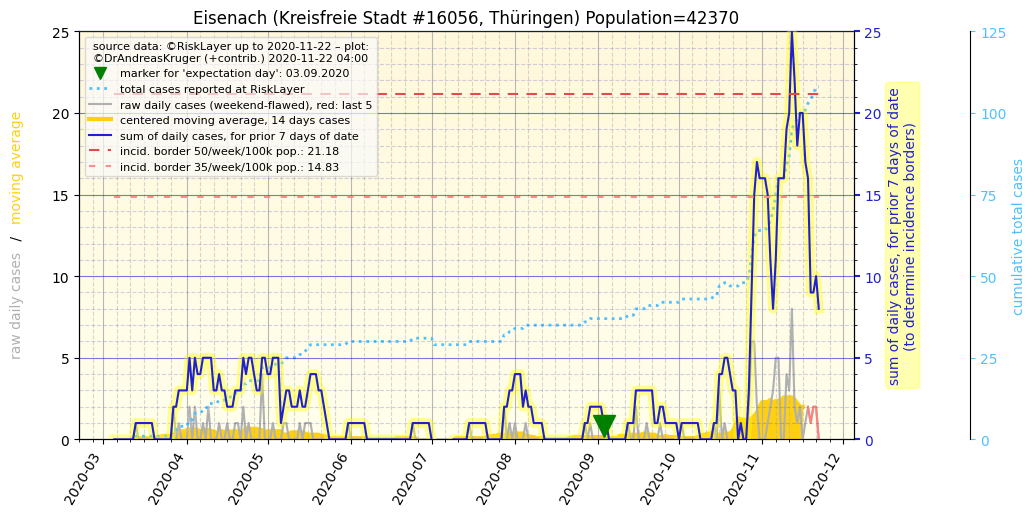 Eisenach (Kreisfreie Stadt #16056, Thüringen) Population=42370
source data: ©RiskLayer up to 2020-11-22 – plot:
©DrAndreasKruger (+contrib.) 2020-11-22 04:00
marker for 'expectation day': 03.09.2020
total cases reported at RiskLayer
raw daily cases (weekend-flawed), red: last 5
centered moving average, 14 days cases
sum of daily cases, for prior 7 days of date
incid. border 50/week/100k pop.: 21.18
incid. border 35/week/100k pop.: 14.83
raw daily cases / moving average
25
20
15
10
5
0
25
20
15
10
5
0
sum of daily cases, for prior 7 days of date
(to determine incidence borders)
125
100
75
50
25
0
cumulative total cases
2020-03
2020-04
2020-05
2020-06
2020-07
2020-08
2020-09
2020-10
2020-11
2020-12